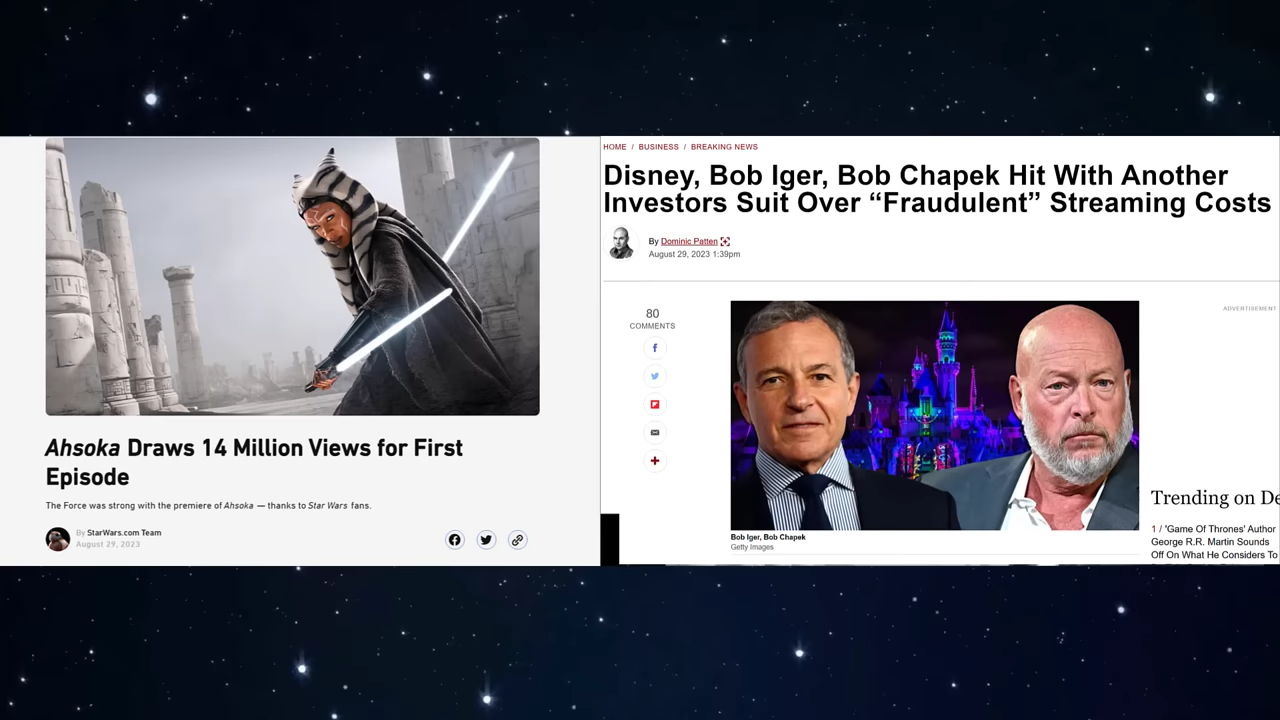 Ahsoka Draws 14 Million Views for First
Episode
The Force was strong with the premiere of Ahsoka — thanks to Star Wars fans.
By StarWars.com Team
August 29, 2023
HOME / BUSINESS / BREAKING NEWS
Disney, Bob Iger, Bob Chapek Hit With Another
Investors Suit Over “Fraudulent” Streaming Costs
By Dominic Patten
August 29, 2023 1:39pm
80
COMMENTS
ADVERTISEMENT
Bob Iger, Bob Chapek
Getty Images
Trending on De
1 / 'Game Of Thrones' Author
George R.R. Martin Sounds
Off On What He Considers To